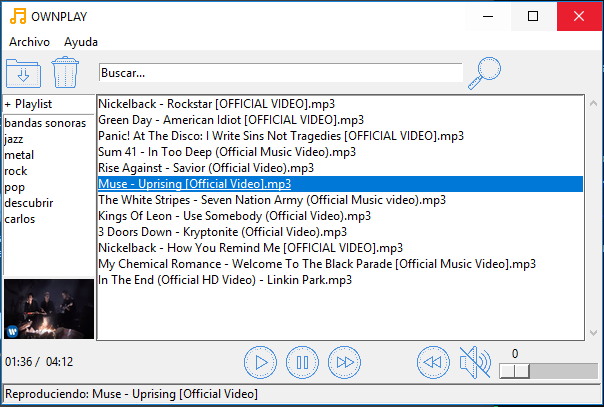 OWNPLAY
Archivo Ayuda
Buscar...
+ Playlist
bandas sonoras
jazz
metal
rock
pop
descubrir
carlos
Nickelback - Rockstar [OFFICIAL VIDEO].mp3
Green Day - American Idiot [OFFICIAL VIDEO].mp3
Panic! At The Disco: I Write Sins Not Tragedies [OFFICIAL VIDEO].mp3
Sum 41 - In Too Deep (Official Music Video).mp3
Rise Against - Savior (Official Video).mp3
Muse - Uprising [Official Video].mp3
The White Stripes - Seven Nation Army (Official Music video).mp3
Kings Of Leon - Use Somebody (Official Video).mp3
3 Doors Down - Kryptonite (Official Video).mp3
Nickelback - How You Remind Me [OFFICIAL VIDEO].mp3
My Chemical Romance - Welcome To The Black Parade [Official Music Video].mp3
In The End (Official HD Video) - Linkin Park.mp3
01:36 / 04:12
0
Reproduciendo: Muse - Uprising [Official Video]